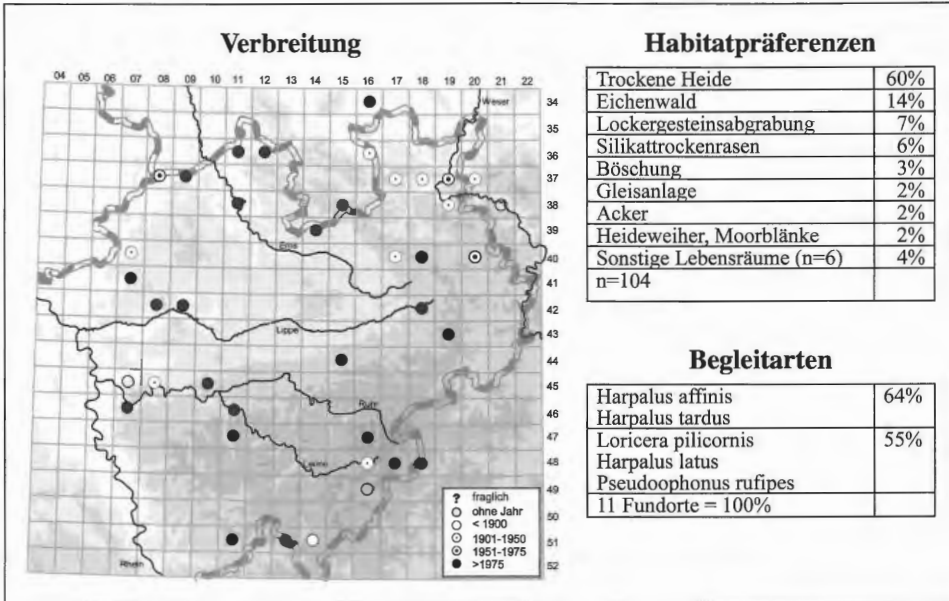 Verbreitung
04 05 06 07 08 09 10 11 12 13 14 15 16 17 18 19 20 21 22
34
35
36
37
38
39
40
41
42
43
44
45
46
47
48
49
50
51
52
Weser
Ems
Lippe
Ruhr
Lenne
Rhein
? fraglich
ohne Jahr
< 1900
1901-1950
1951-1975
>1975
Habitatpräferenzen
Trockene Heide 60%
Eichenwald 14%
Lockergesteinsabgrabung 7%
Silikattrockenrasen 6%
Böschung 3%
Gleisanlage 2%
Acker 2%
Heideweiher, Moorblänke 2%
Sonstige Lebensräume (n=6) 4%
n=104
Begleitarten
Harpalus affinis 64%
Harpalus tardus
Loricera pilicornis 55%
Harpalus latus
Pseudoophonus rufipes
11 Fundorte = 100%